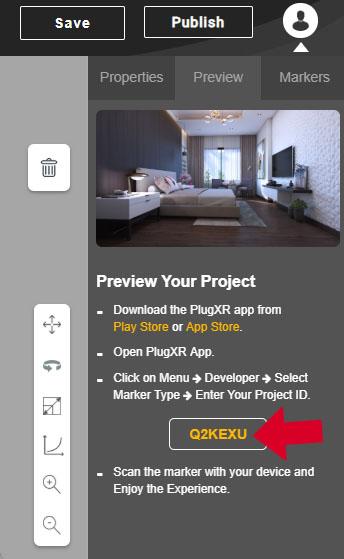 Save
Publish
Properties
Preview
Markers
Preview Your Project
- Download the PlugXR app from
Play Store or App Store.
- Open PlugXR App.
- Click on Menu → Developer → Select
Marker Type → Enter Your Project ID.
Q2KEXU
- Scan the marker with your device and
Enjoy the Experience.